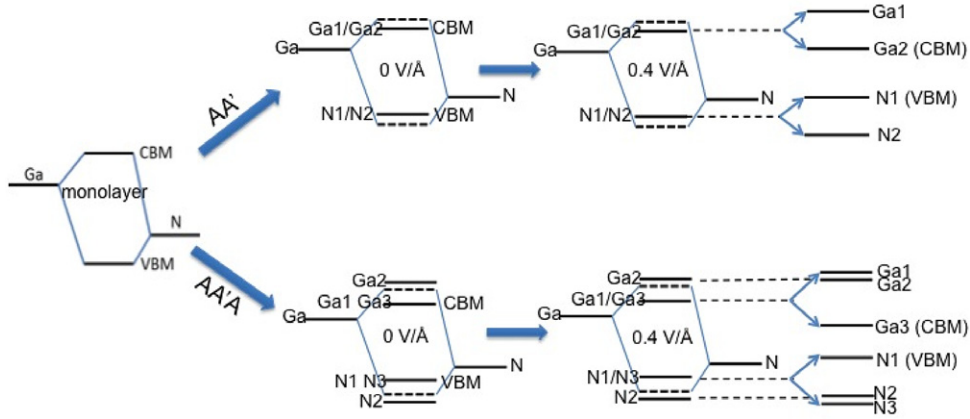 Ga1
Ga1/Ga2 CBM
Ga1/Ga2
Ga
Ga
Ga2 (CBM)
0 V/Å
0.4 V/Å
AA'
N
N
N1 (VBM)
N1/N2 VBM
N1/N2
N2
CBM
Ga
monolayer
N
VBM
AA'A
Ga2
Ga2
Ga1
Ga2
Ga1 Ga3 CBM
Ga1/Ga3
Ga
Ga
Ga3 (CBM)
0 V/Å
0.4 V/Å
N
N
N1 (VBM)
N1 N3 VBM
N1/N3
N2
N2
N2
N3